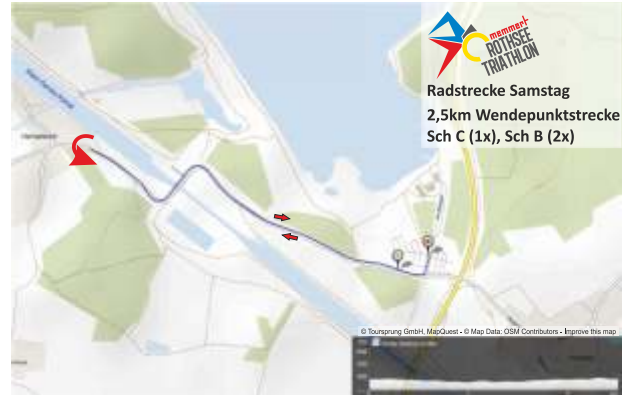 memmert
ROTHSEE
TRIATHLON
Radstrecke Samstag
2,5km Wendepunktstrecke
Sch C (1x), Sch B (2x)
© Toursprung GmbH, MapQuest - © Map Data: OSM Contributors - Improve this map